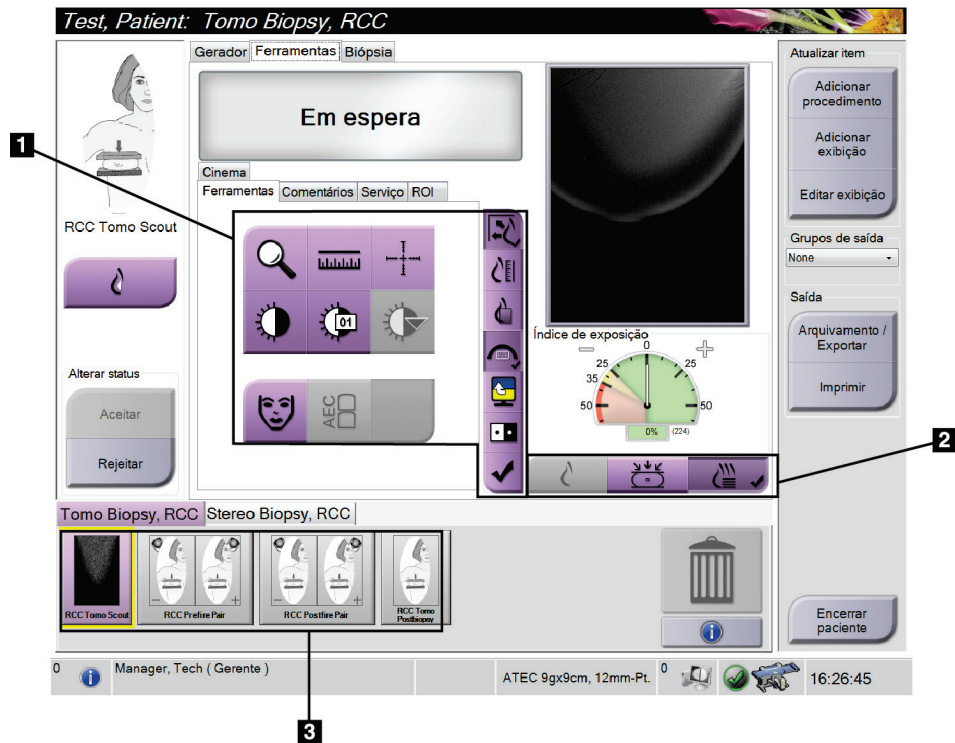 Test, Patient: Tomo Biopsy, RCC
Gerador Ferramentas Biópsia
Atualizar item
Adicionar
procedimento
Adicionar
exibição
Editar exibição
Em espera
1
Cinema
Ferramentas Comentários Serviço ROI
RCC Tomo Scout
01
AEC
Grupos de saída
None
Saída
Arquivamento /
Exportar
Imprimir
Índice de exposição
0
25 25
35
50 50
0% (224)
Alterar status
Aceitar
Rejeitar
2
Tomo Biopsy, RCC Stereo Biopsy, RCC
RCC Tomo Scout
RCC Prefire Pair
RCC Postfire Pair
RCC Tomo
Postbiopsy
Encerrar
paciente
0 Manager, Tech ( Gerente ) ATEC 9gx9cm, 12mm-Pt. 0 16:26:45
3